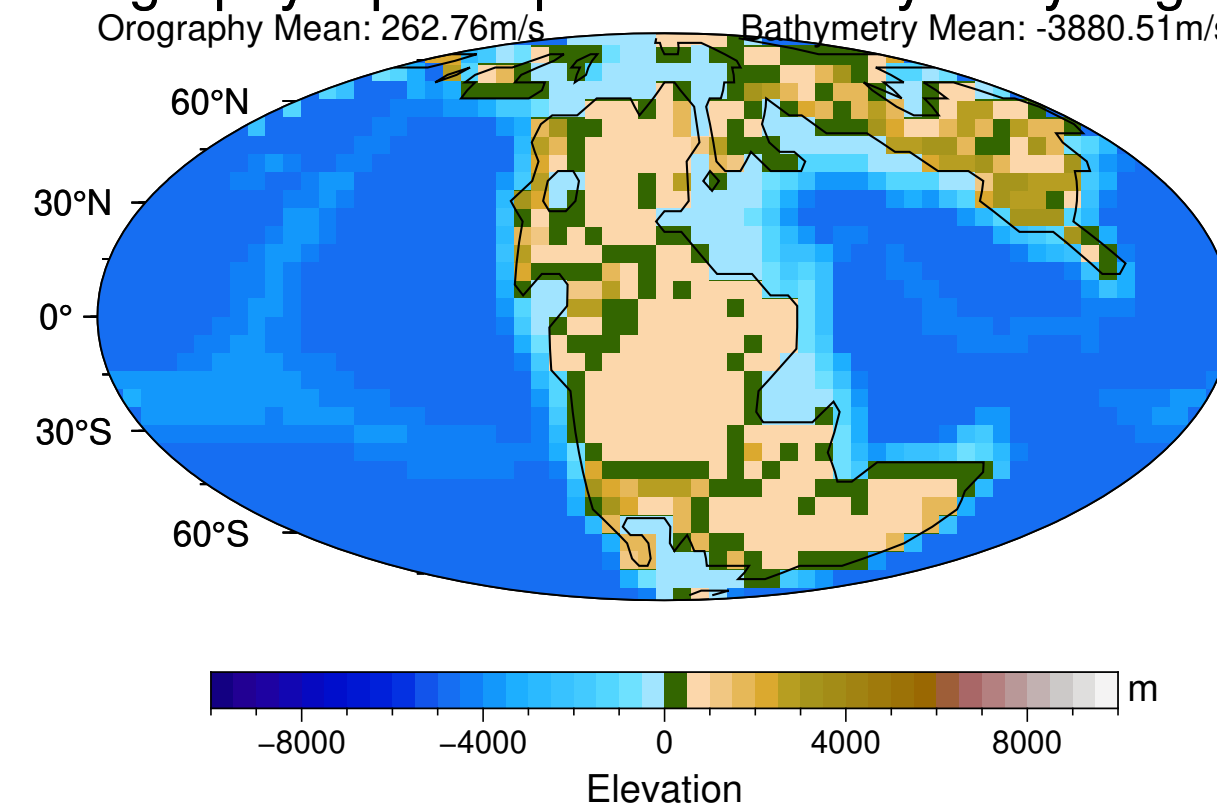 Orography Mean: 262.76m/s Bathymetry Mean: -3880.51m/s
60°N
30°N
0°
30°S
60°S
m
−8000 −4000 0 4000 8000
Elevation